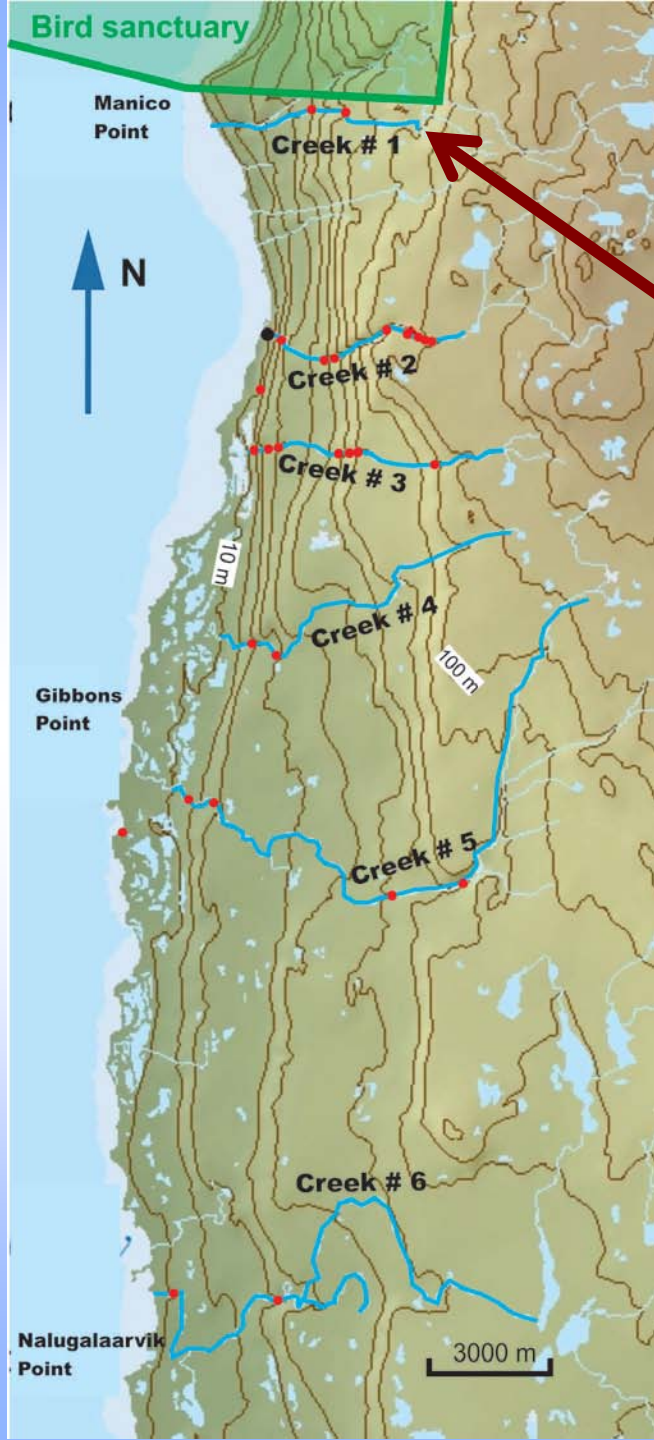 Bird sanctuary
Manico
Point
Creek # 1
N
Creek # 2
Creek # 3
10 m
Creek # 4
100 m
Gibbons
Point
Creek # 5
Creek # 6
Nalugalaarvik
Point
3000 m